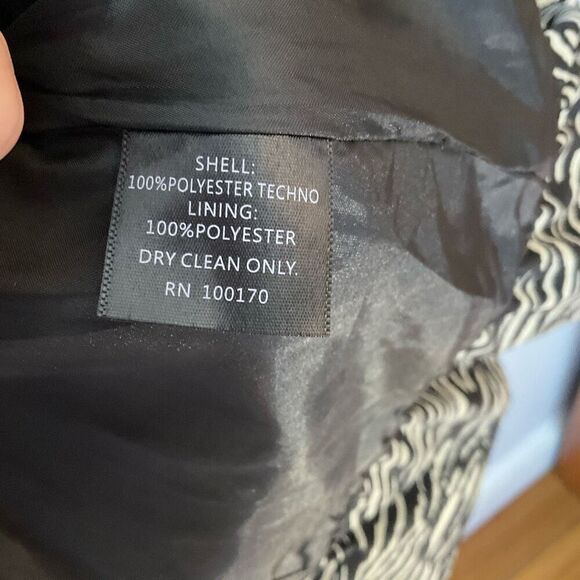 SHELL:
100%POLYESTER TECHNO
LINING:
100%POLYESTER
DRY CLEAN ONLY.
RN 100170